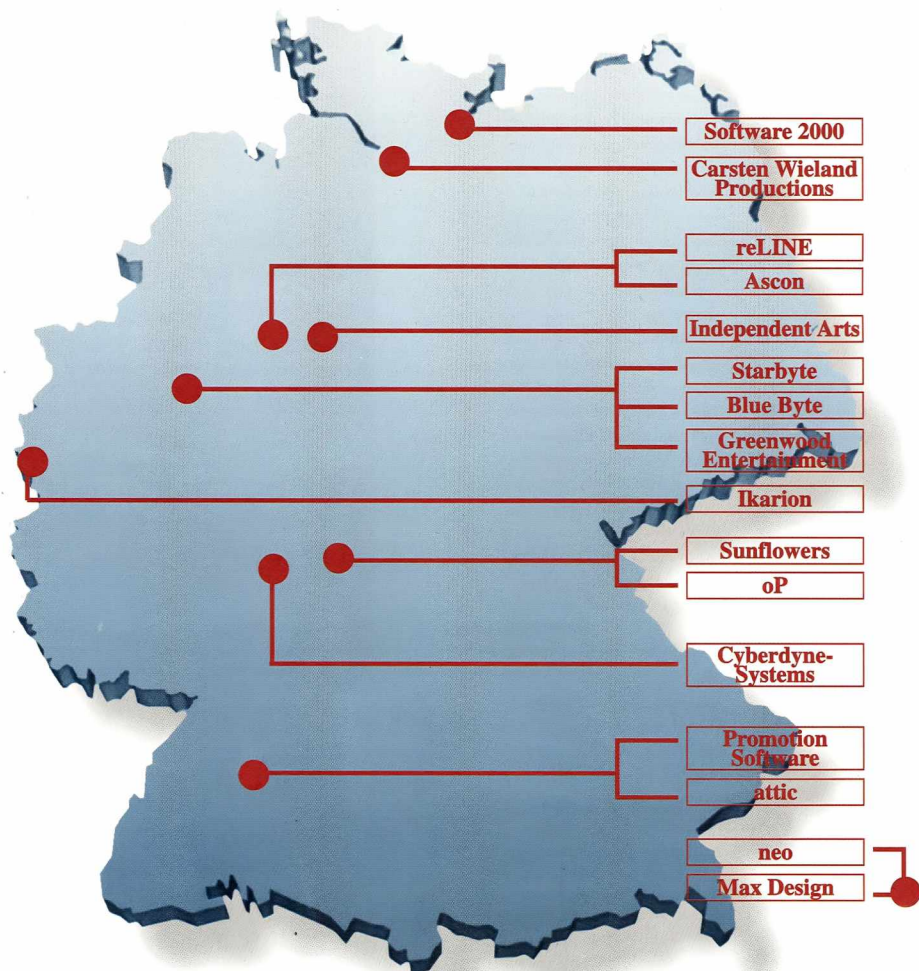 Software 2000
Carsten Wieland
Productions
reLINE
Ascon
Independent Arts
Starbyte
Blue Byte
Greenwood
Entertainment
Ikarion
Sunflowers
oP
Cyberdyne-
Systems
Promotion
Software
attic
neo
Max Design